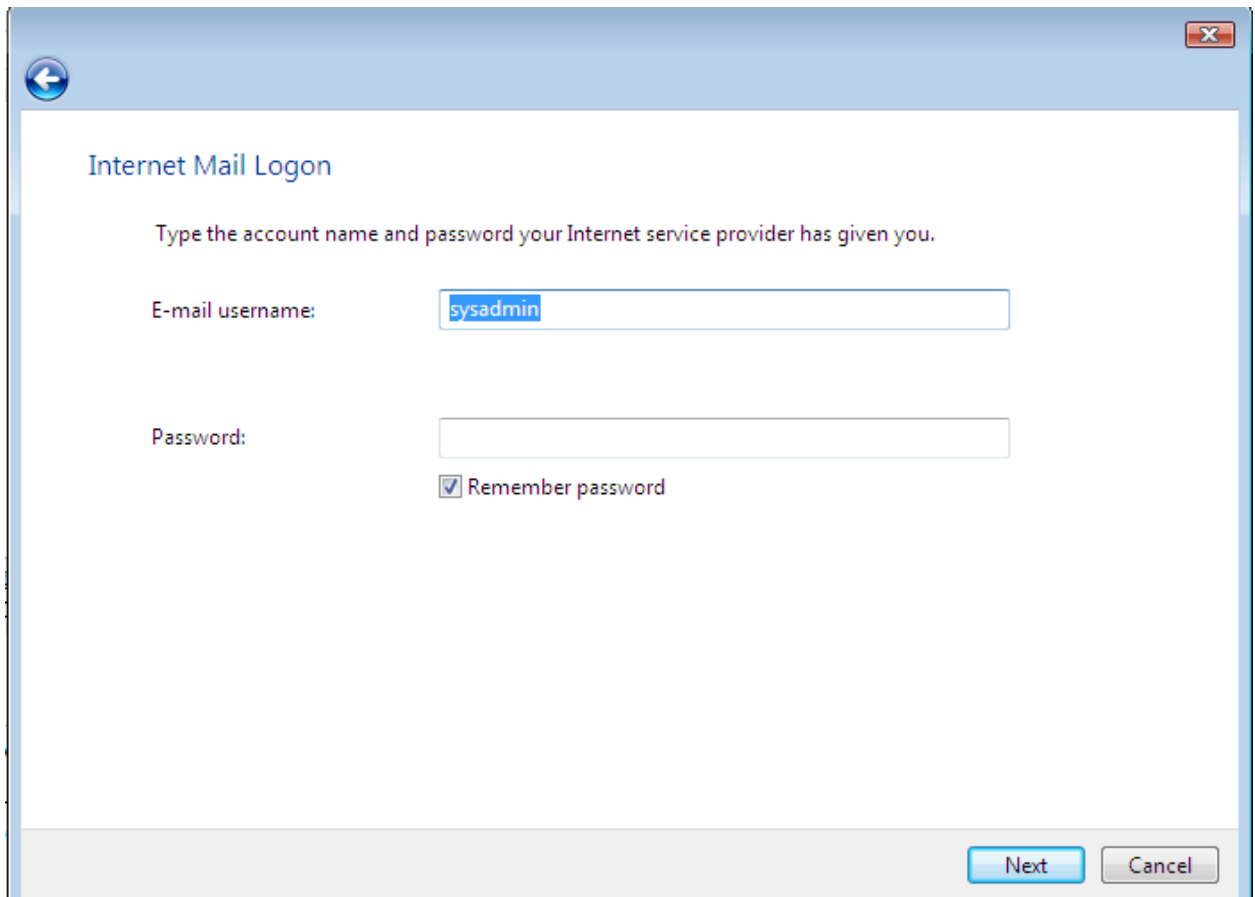 Internet Mail Logon
Type the account name and password your Internet service provider has given you.
E-mail username: sysadmin
Password:
Remember password
Next Cancel